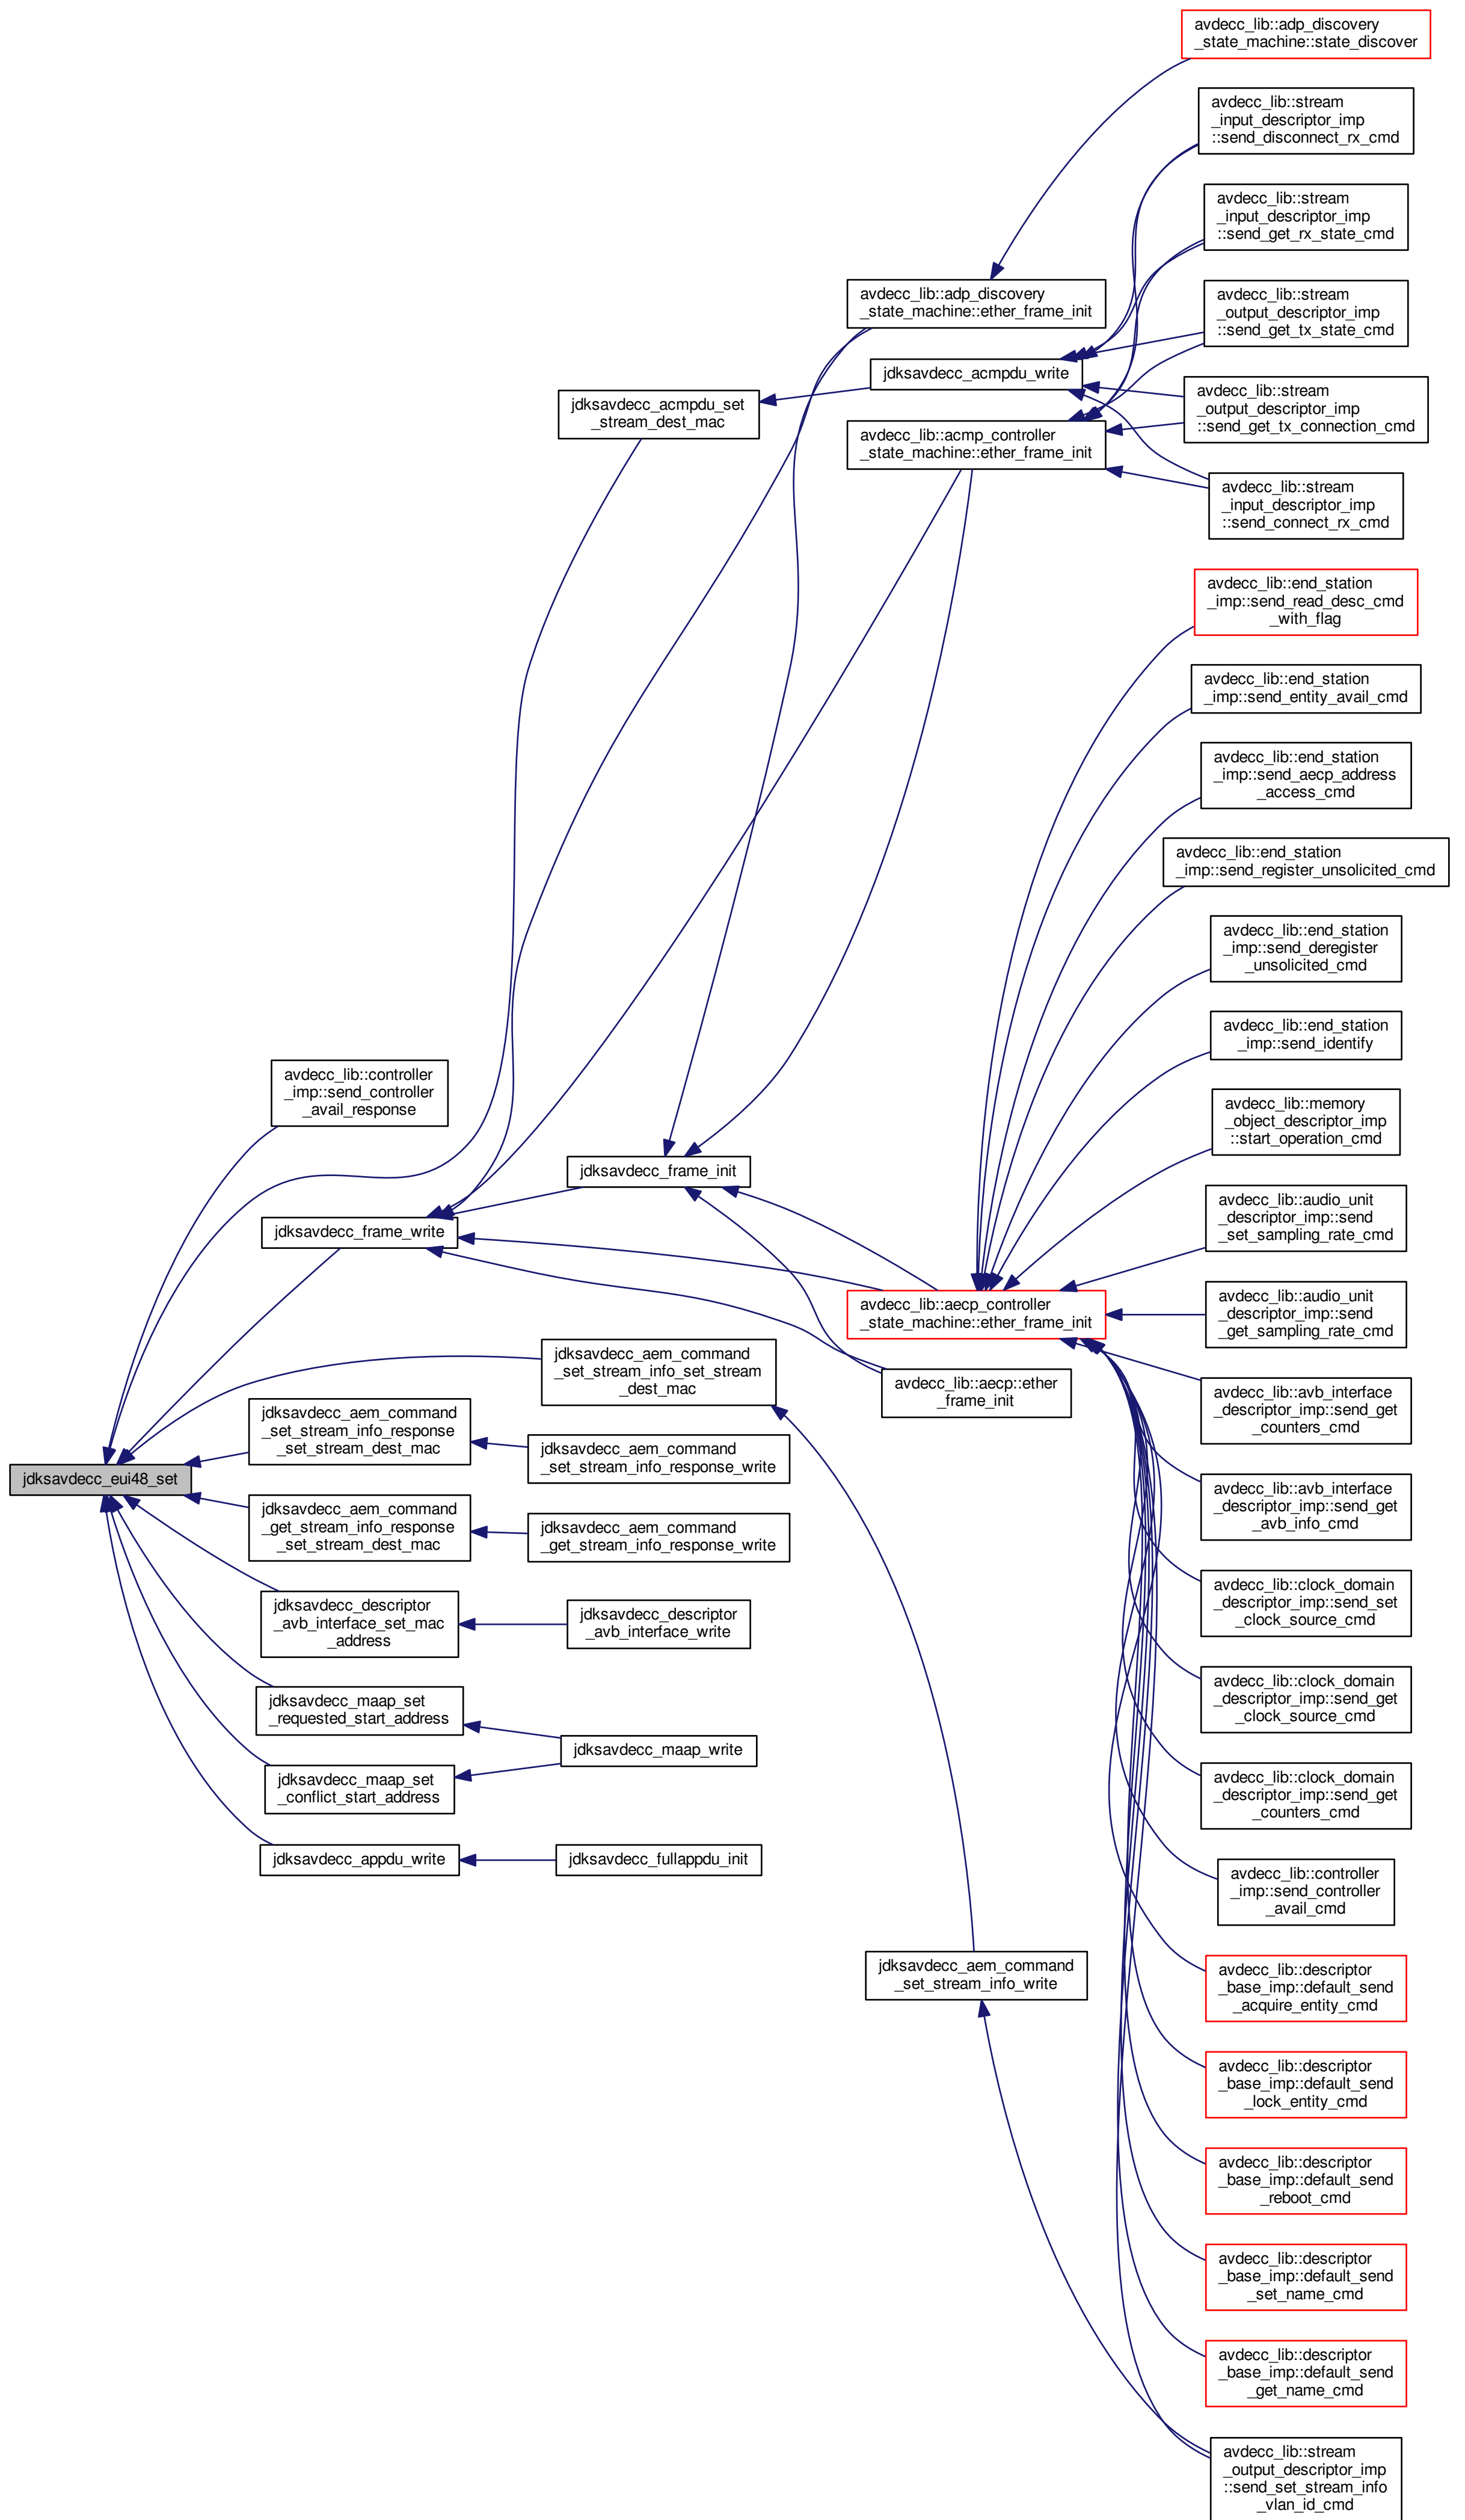 avdecc_lib::adp_discovery
_state_machine::state_discover
avdecc_lib::stream
_input_descriptor_imp
::send_disconnect_rx_cmd
avdecc_lib::stream
_input_descriptor_imp
::send_get_rx_state_cmd
avdecc_lib::adp_discovery
_state_machine::ether_frame_init
avdecc_lib::stream
_output_descriptor_imp
::send_get_tx_state_cmd
jdksavdecc_acmpdu_write
jdksavdecc_acmpdu_set
_stream_dest_mac
avdecc_lib::stream
_output_descriptor_imp
::send_get_tx_connection_cmd
avdecc_lib::acmp_controller
_state_machine::ether_frame_init
avdecc_lib::stream
_input_descriptor_imp
::send_connect_rx_cmd
avdecc_lib::end_station
_imp::send_read_desc_cmd
_with_flag
avdecc_lib::end_station
_imp::send_entity_avail_cmd
avdecc_lib::end_station
_imp::send_aecp_address
_access_cmd
avdecc_lib::end_station
_imp::send_register_unsolicited_cmd
avdecc_lib::end_station
_imp::send_deregister
_unsolicited_cmd
avdecc_lib::end_station
_imp::send_identify
avdecc_lib::controller
_imp::send_controller
_avail_response
avdecc_lib::memory
_object_descriptor_imp
::start_operation_cmd
jdksavdecc_frame_init
jdksavdecc_frame_write
avdecc_lib::audio_unit
_descriptor_imp::send
_set_sampling_rate_cmd
avdecc_lib::aecp_controller
_state_machine::ether_frame_init
avdecc_lib::audio_unit
_descriptor_imp::send
_get_sampling_rate_cmd
jdksavdecc_aem_command
_set_stream_info_set_stream
_dest_mac
avdecc_lib::aecp::ether
_frame_init
avdecc_lib::avb_interface
_descriptor_imp::send_get
_counters_cmd
jdksavdecc_aem_command
_set_stream_info_response
_set_stream_dest_mac
jdksavdecc_aem_command
_set_stream_info_response_write
jdksavdecc_eui48_set
avdecc_lib::avb_interface
_descriptor_imp::send_get
_avb_info_cmd
jdksavdecc_aem_command
_get_stream_info_response
_set_stream_dest_mac
jdksavdecc_aem_command
_get_stream_info_response_write
avdecc_lib::clock_domain
_descriptor_imp::send_set
_clock_source_cmd
jdksavdecc_descriptor
_avb_interface_set_mac
_address
jdksavdecc_descriptor
_avb_interface_write
avdecc_lib::clock_domain
_descriptor_imp::send_get
_clock_source_cmd
jdksavdecc_maap_set
_requested_start_address
jdksavdecc_maap_write
jdksavdecc_maap_set
_conflict_start_address
avdecc_lib::clock_domain
_descriptor_imp::send_get
_counters_cmd
jdksavdecc_appdu_write
jdksavdecc_fullappdu_init
avdecc_lib::controller
_imp::send_controller
_avail_cmd
jdksavdecc_aem_command
_set_stream_info_write
avdecc_lib::descriptor
_base_imp::default_send
_acquire_entity_cmd
avdecc_lib::descriptor
_base_imp::default_send
_lock_entity_cmd
avdecc_lib::descriptor
_base_imp::default_send
_reboot_cmd
avdecc_lib::descriptor
_base_imp::default_send
_set_name_cmd
avdecc_lib::descriptor
_base_imp::default_send
_get_name_cmd
avdecc_lib::stream
_output_descriptor_imp
::send_set_stream_info
_vlan_id_cmd